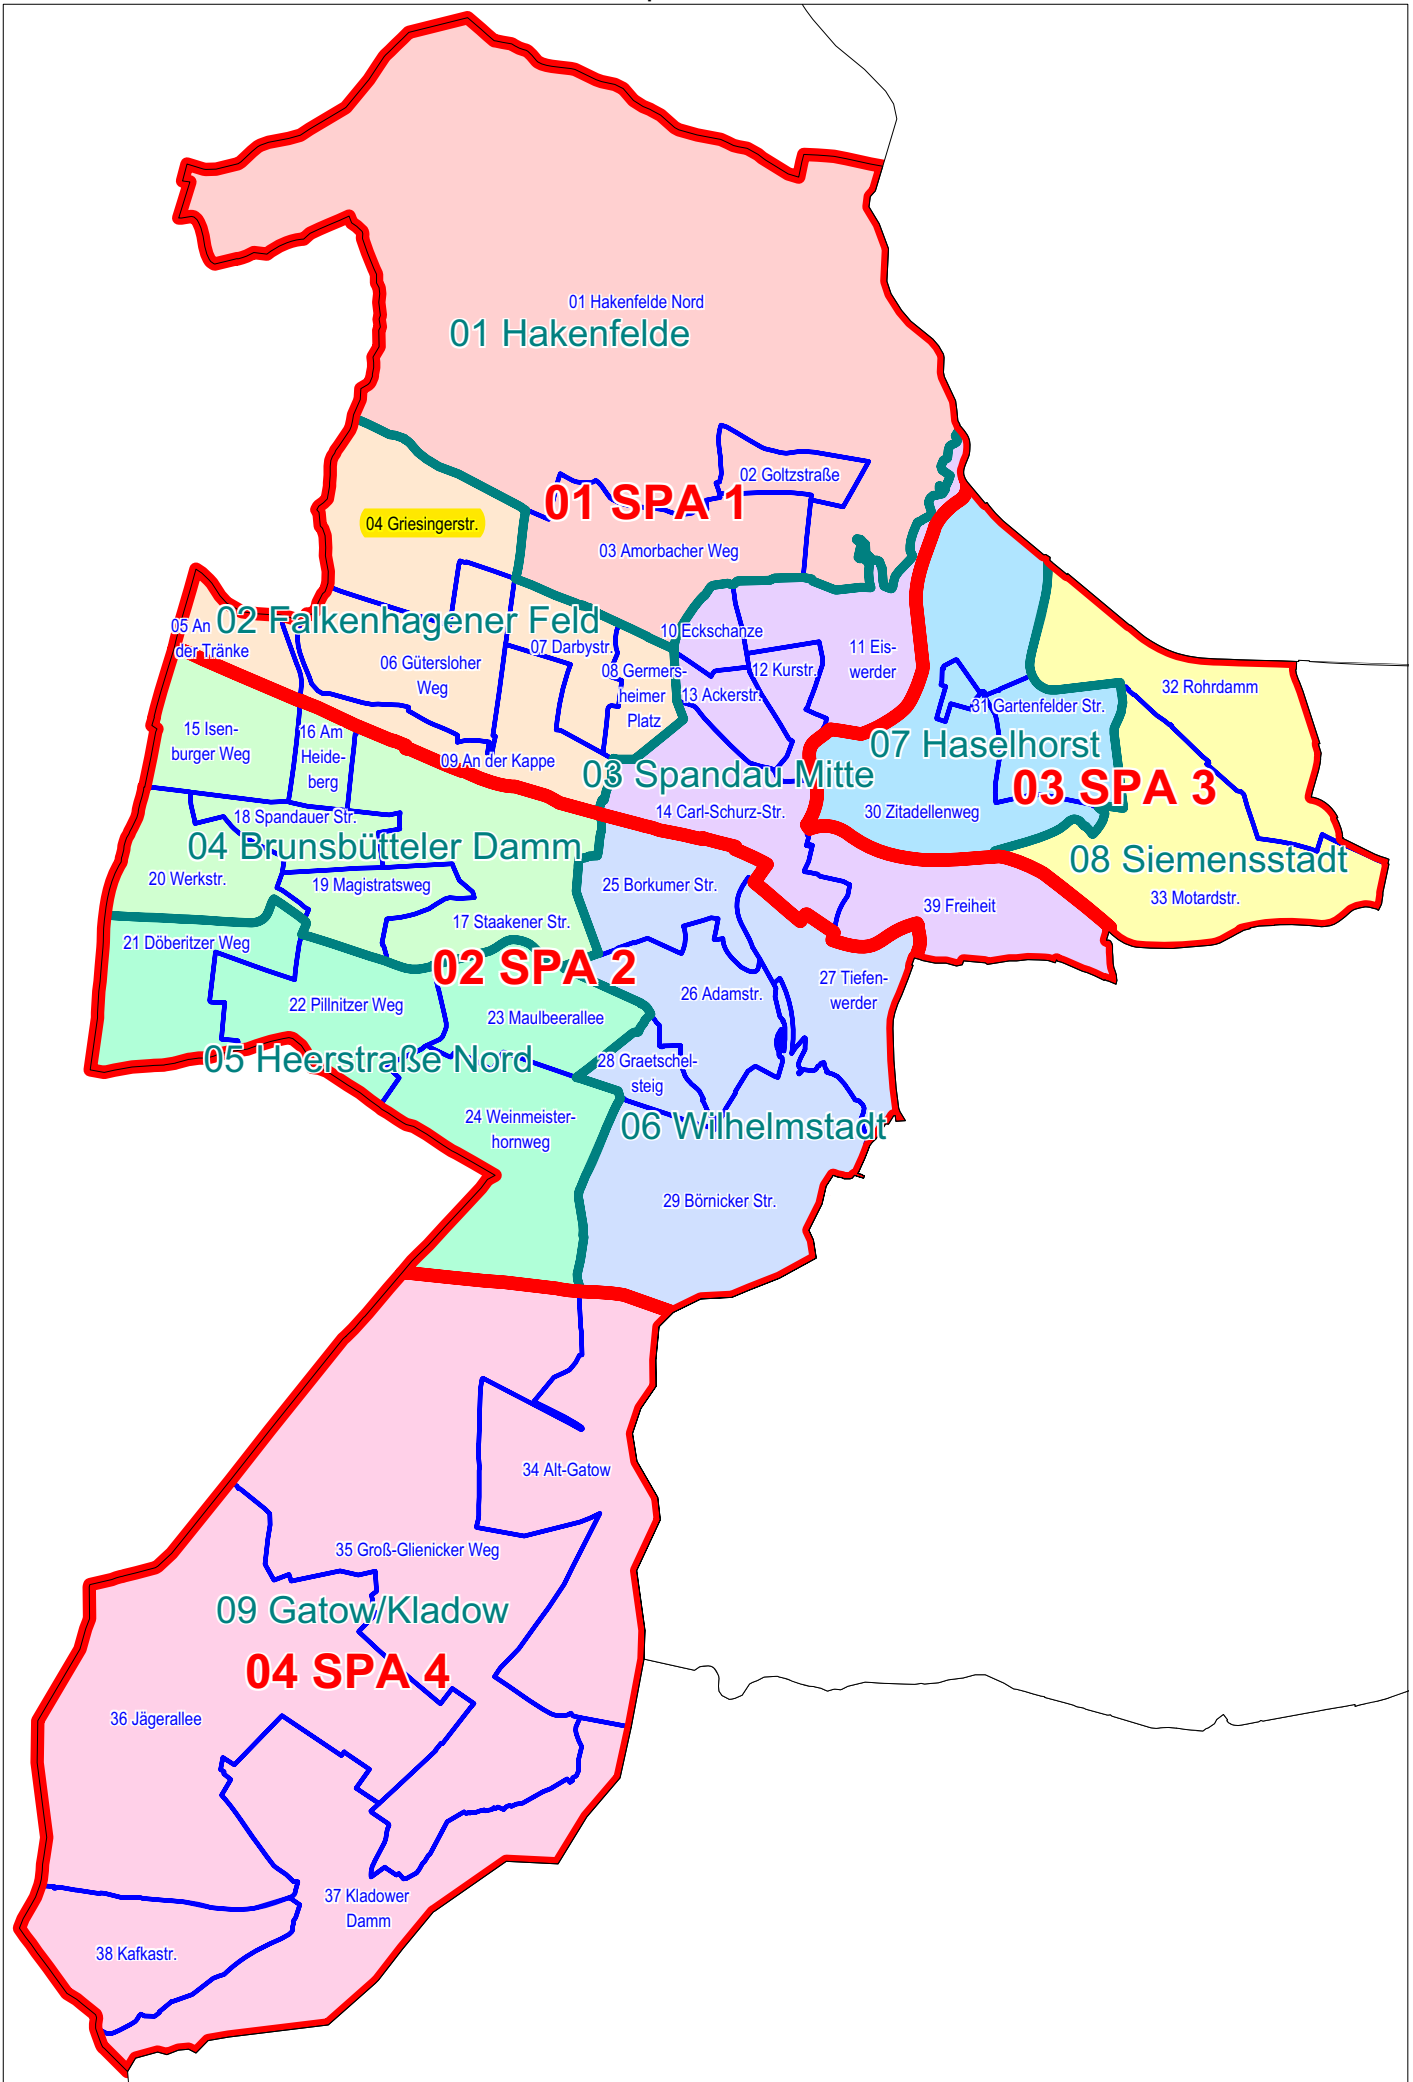 01 Hakenfelde Nord
01 Hakenfelde
02 Goltzstraße
01 SPA 1
04 Griesingerstr.
03 Amorbacher Weg
02 Falkenhagener Feld
05 An
der Tränke
10 Eckschanze
07 Darbystr.
11 Eis-
werder
06 Gütersloher
Weg
08 Germers-
heimer
Platz
12 Kurstr.
13 Ackerstr.
32 Rohrdamm
31 Gartenfelder Str.
15 Isen-
burger Weg
16 Am
Heide-
berg
07 Haselhorst
09 An der Kappe
03 Spandau Mitte
03 SPA 3
14 Carl-Schurz-Str.
30 Zitadellenweg
18 Spandauer Str.
04 Brunsbütteler Damm
08 Siemensstadt
20 Werkstr.
19 Magistratsweg
25 Borkumer Str.
33 Motardstr.
39 Freiheit
17 Staakener Str.
21 Döberitzer Weg
02 SPA 2
27 Tiefen-
werder
26 Adamstr.
22 Pillnitzer Weg
23 Maulbeerallee
05 Heerstraße Nord
28 Graetschel-
steig
24 Weinmeister-
hornweg
06 Wilhelmstadt
29 Börnicker Str.
34 Alt-Gatow
35 Groß-Glienicker Weg
09 Gatow/Kladow
04 SPA 4
36 Jägerallee
37 Kladower
Damm
38 Kafkastr.